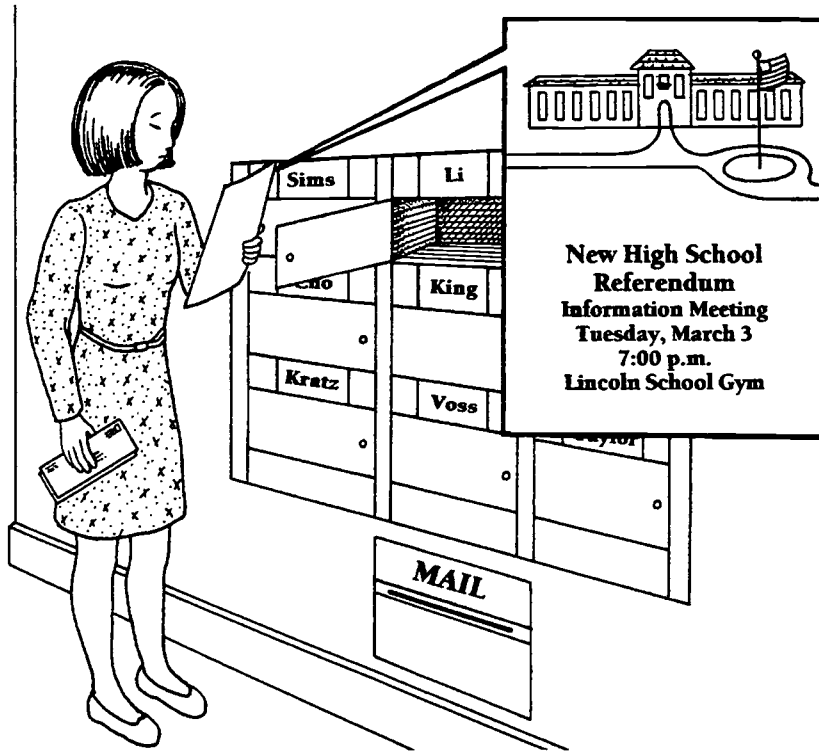 Sims
Li
King
Kratz
Voss
MAIL
New High School
Referendum
Information Meeting
Tuesday, March 3
7:00 p.m.
Lincoln School Gym